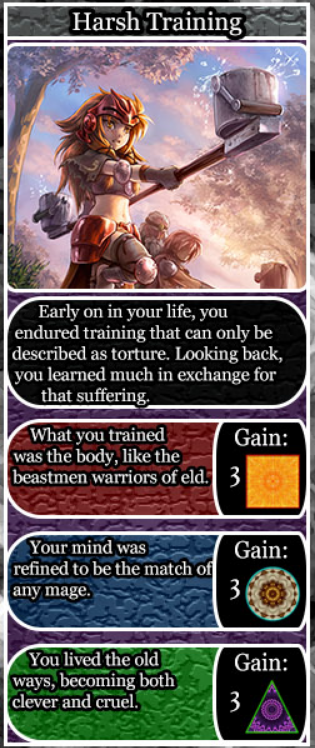 Harsh Training
Early on in your life, you
endured training that can only be
described as torture. Looking back,
you learned much in exchange for
that suffering.
What you trained
was the body, like the
beastmen warriors of eld.
Gain:
3
Your mind was
refined to be the match of
any mage.
Gain:
3
You lived the old
ways, becoming both
clever and cruel.
Gain:
3